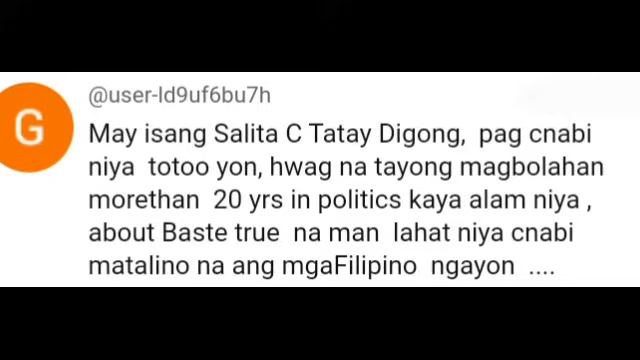 G
@user-ld9uf6bu7h
May isang Salita C Tatay Digong, pag cnabi
niya totoo yon, hwag na tayong magbolahan
morethan 20 yrs in politics kaya alam niya ,
about Baste true na man lahat niya cnabi
matalino na ang mgaFilipino ngayon ....